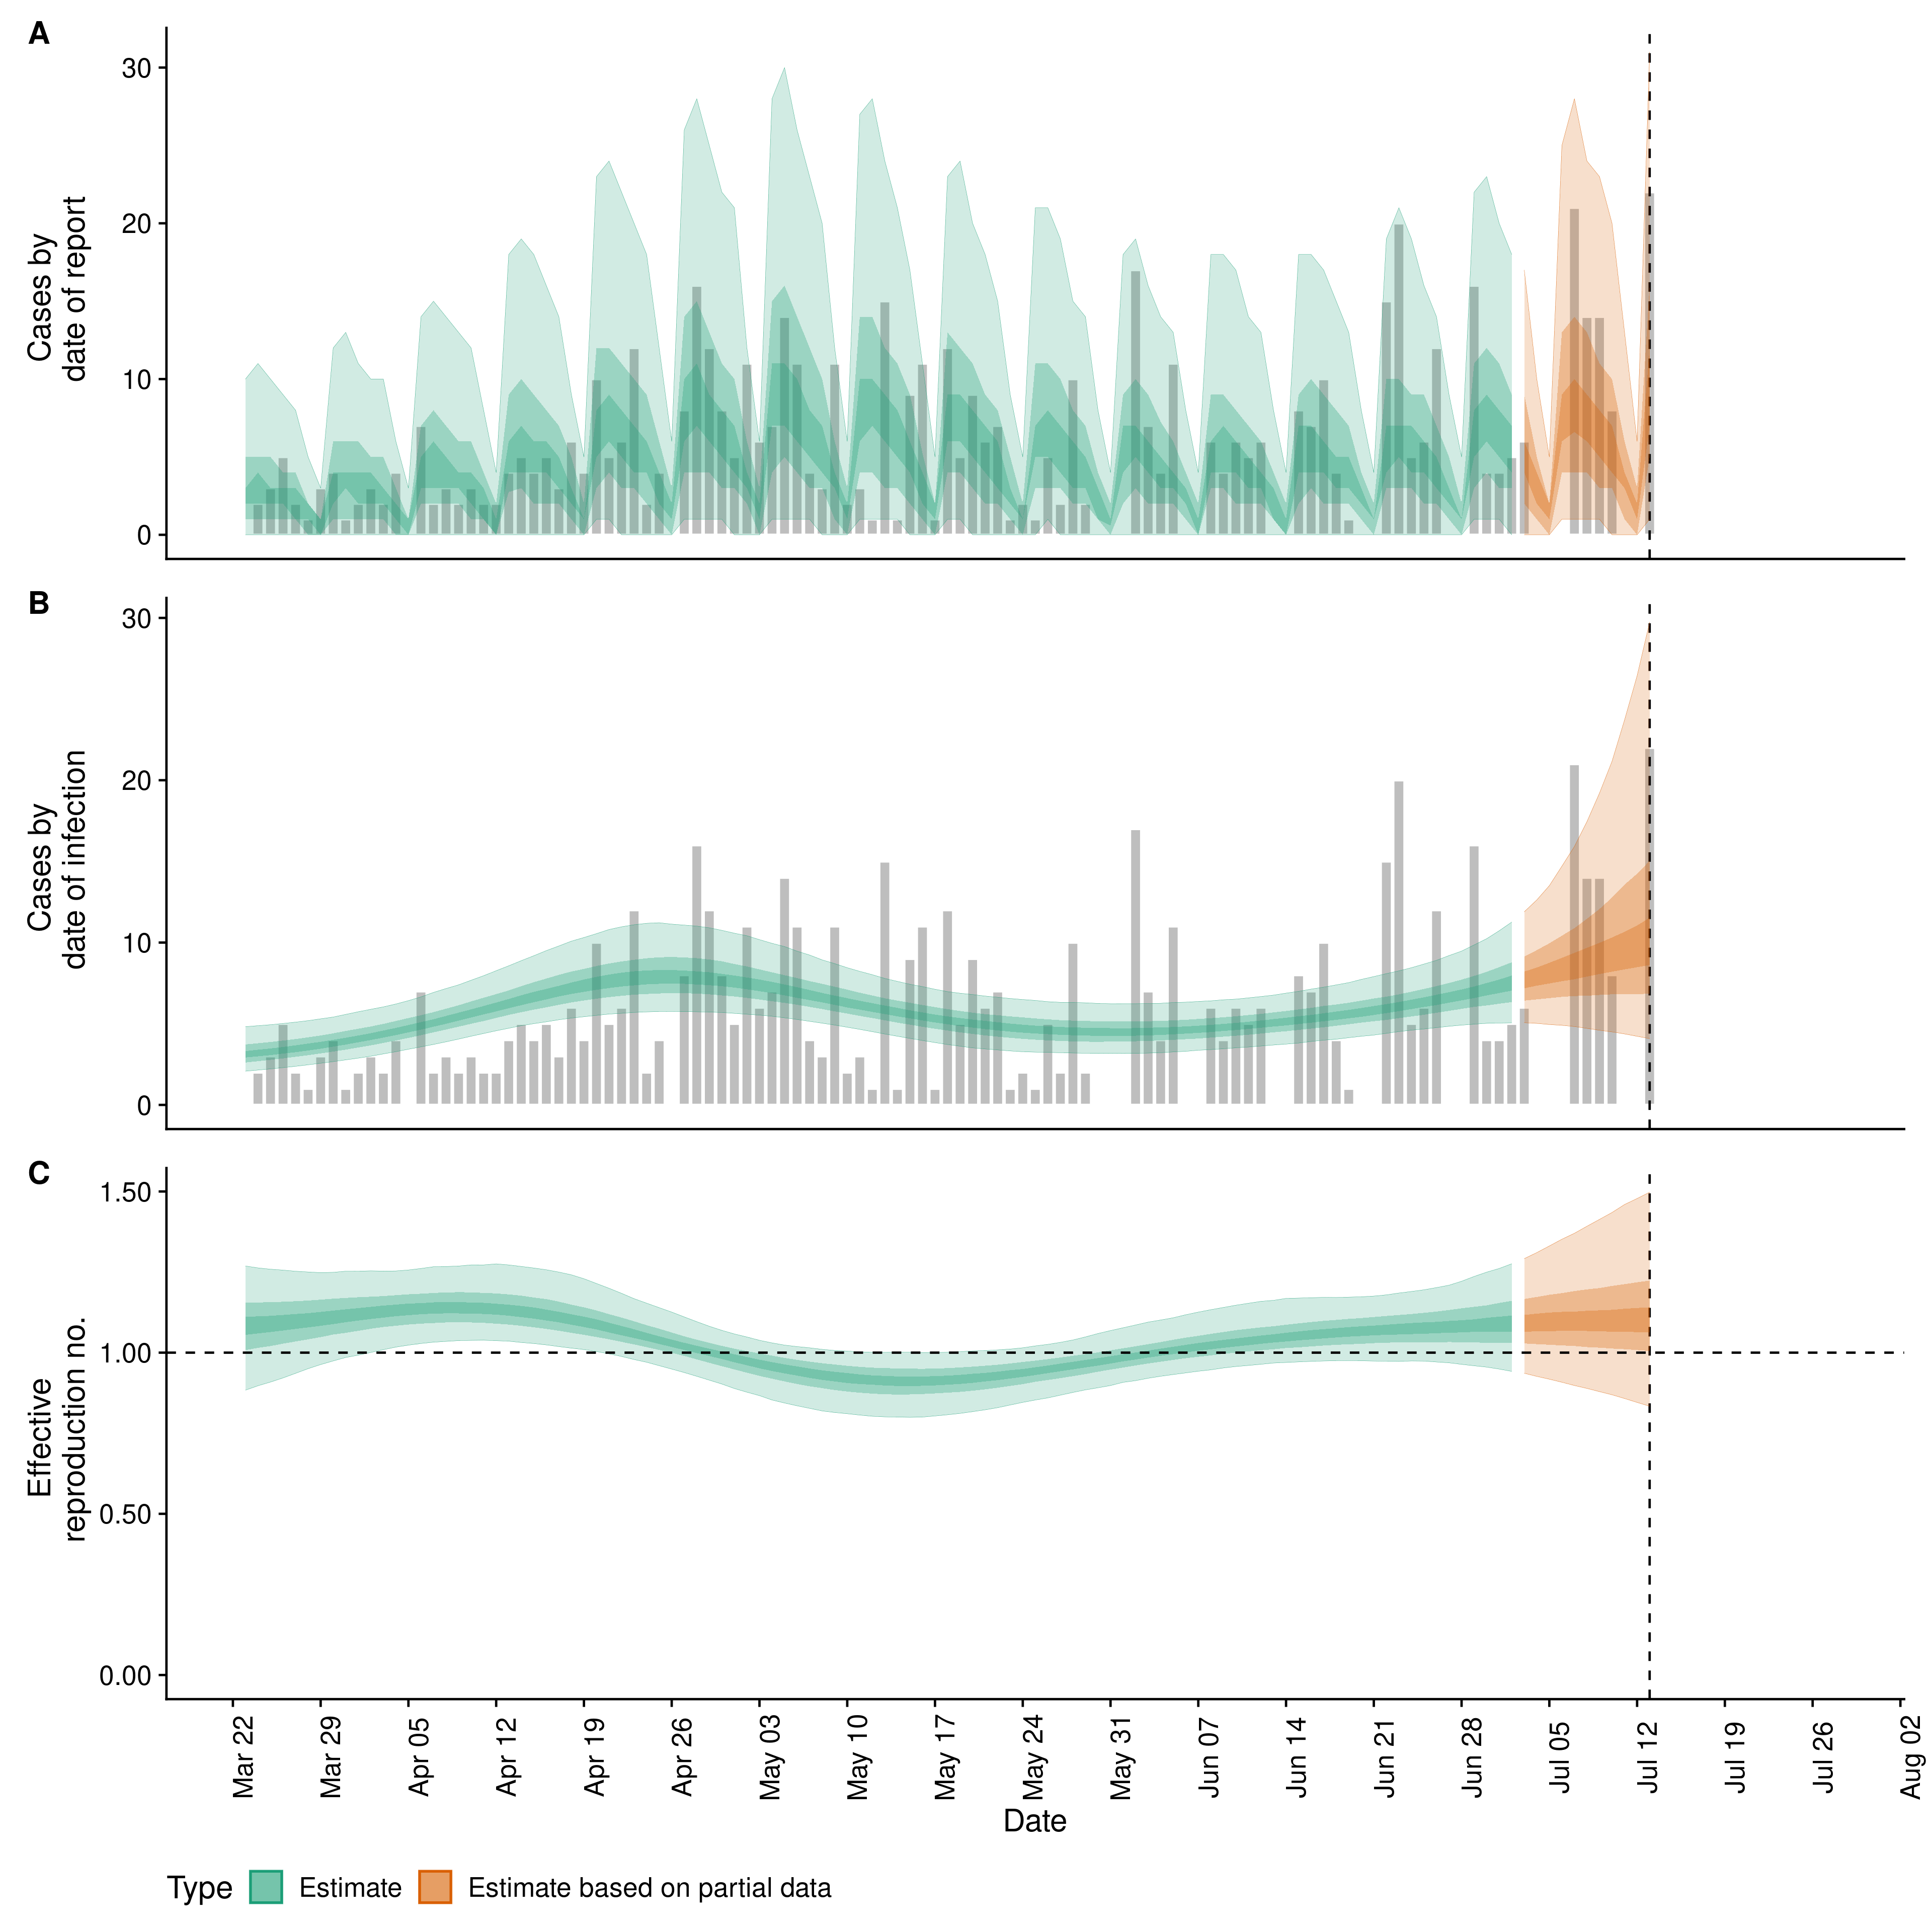 A
30
20
10
0
Cases by
date of report
B
30
20
10
0
Cases by
date of infection
C
1.50
1.00
0.50
0.00
Effective
reproduction no.
Mar 22
Mar 29
Apr 05
Apr 12
Apr 19
Apr 26
May 03
May 10
May 17
May 24
May 31
Jun 07
Jun 14
Jun 21
Jun 28
Jul 05
Jul 12
Jul 19
Jul 26
Aug 02
Date
Type Estimate Estimate based on partial data